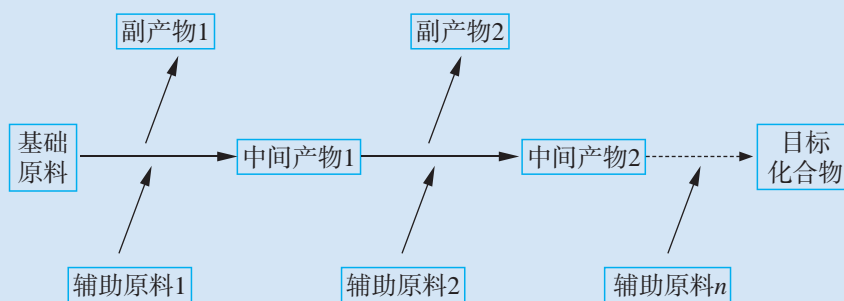 副产物1
副产物2
基础
原料
中间产物1
中间产物2
目标
化合物
辅助原料1
辅助原料2
辅助原料n